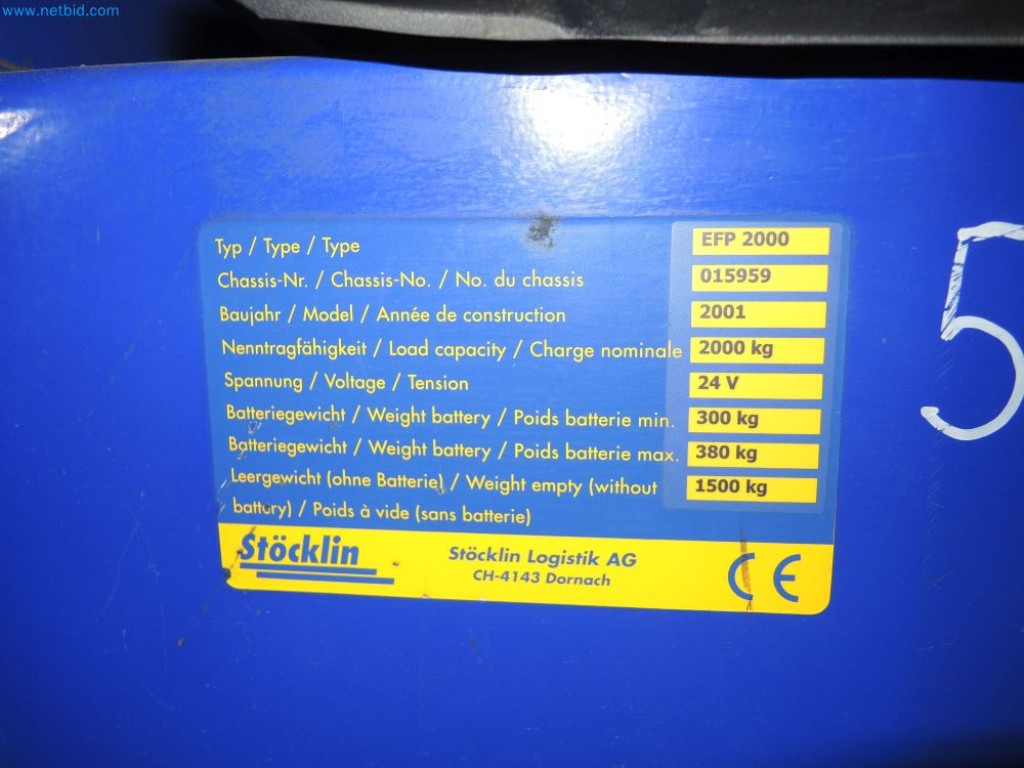 www.netbid.com
Typ / Type / Type EFP 2000
Chassis-Nr. / Chassis-No. / No. du chassis 015959
Baujahr / Model / Année de construction 2001
Nenntragfähigkeit / Load capacity / Charge nominale 2000 kg
Spannung / Voltage / Tension 24 V
Batteriegewicht / Weight battery / Poids batterie min. 300 kg
Batteriegewicht / Weight battery / Poids batterie max. 380 kg
Leergewicht (ohne Batterie) / Weight empty (without 1500 kg
battury) / Poids à vide (sans batterie)
Stöcklin
Stöcklin Logistik AG
CH-4143 Dornach
CE
5